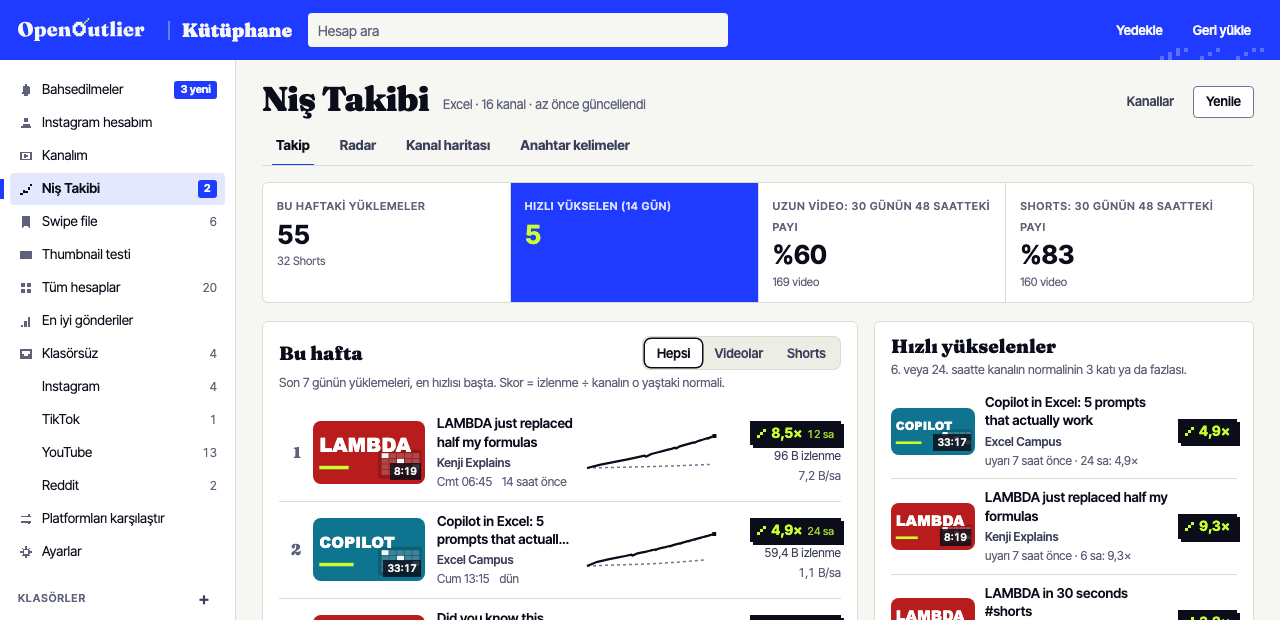 OpenOutlier
Kütüphane
Hesap ara
Yedekle
Geri yükle
Bahsedilmeler
3 yeni
Instagram hesabım
Kanalım
Niş Takibi
2
Swipe file
6
Thumbnail testi
Tüm hesaplar
20
En iyi gönderiler
Klasörsüz
4
Instagram
4
TikTok
1
YouTube
13
Reddit
2
Platformları karşılaştır
Ayarlar
KLASÖRLER
+
Niş Takibi
Excel · 16 kanal · az önce güncellendi
Kanallar
Yenile
Takip
Radar
Kanal haritası
Anahtar kelimeler
BU HAFTAKİ YÜKLEMELER
55
32 Shorts
HIZLI YÜKSELEN (14 GÜN)
5
UZUN VİDEO: 30 GÜNÜN 48 SAATTEKİ
PAYI
%60
169 video
SHORTS: 30 GÜNÜN 48 SAATTEKİ
PAYI
%83
160 video
Bu hafta
Hepsi
Videolar
Shorts
Son 7 günün yüklemeleri, en hızlısı başta. Skor = izlenme ÷ kanalın o yaştaki normali.
1
LAMBDA
8:19
LAMBDA just replaced
half my formulas
Kenji Explains
Cmt 06:45 14 saat önce
8,5× 12 sa
96 B izlenme
7,2 B/sa
2
COPILOT
33:17
Copilot in Excel: 5
prompts that actuall…
Excel Campus
Cum 13:15 dün
4,9× 24 sa
59,4 B izlenme
1,1 B/sa
Did you know this
Hızlı yükselenler
6. veya 24. saatte kanalın normalinin 3 katı ya da fazlası.
COPILOT
33:17
Copilot in Excel: 5 prompts
that actually work
Excel Campus
uyarı 7 saat önce · 24 sa: 4,9×
4,9×
LAMBDA
8:19
LAMBDA just replaced half my
formulas
Kenji Explains
uyarı 7 saat önce · 6 sa: 9,3×
9,3×
LAMBDA
LAMBDA in 30 seconds
#shorts